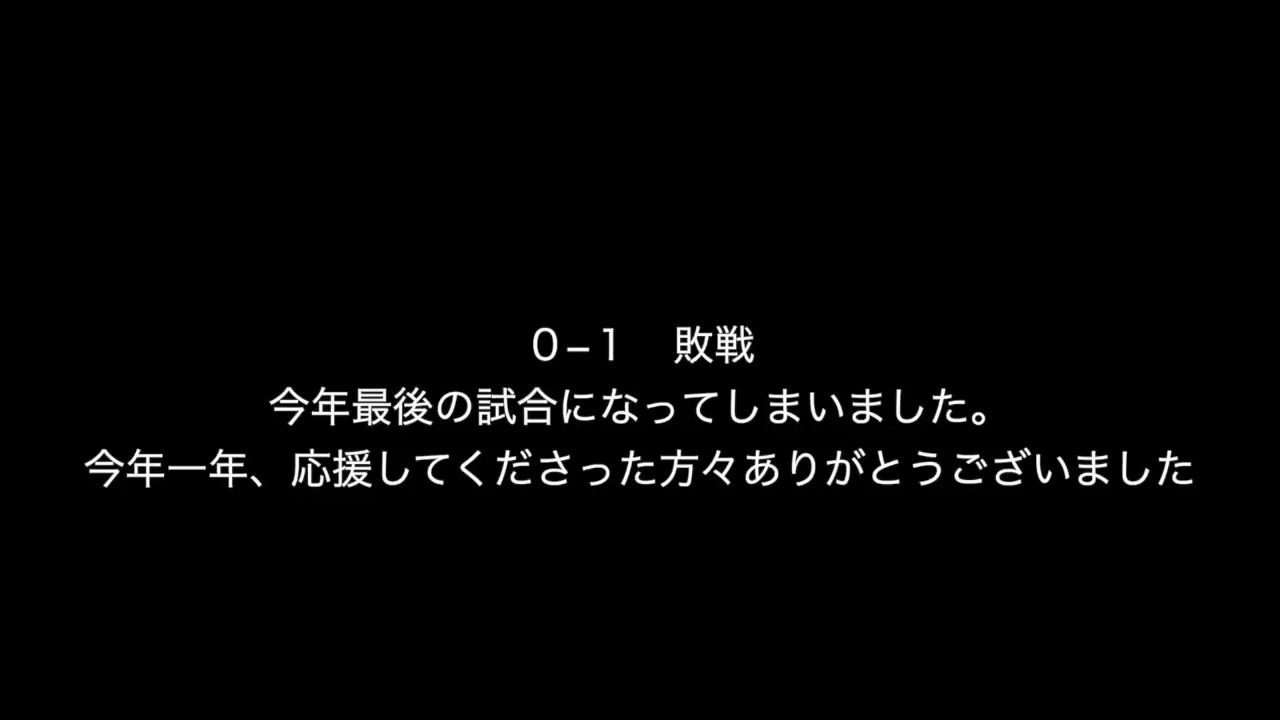 ０−１　敗戦
今年最後の試合になってしまいました。
今年一年、応援してくださった方々ありがとうございました